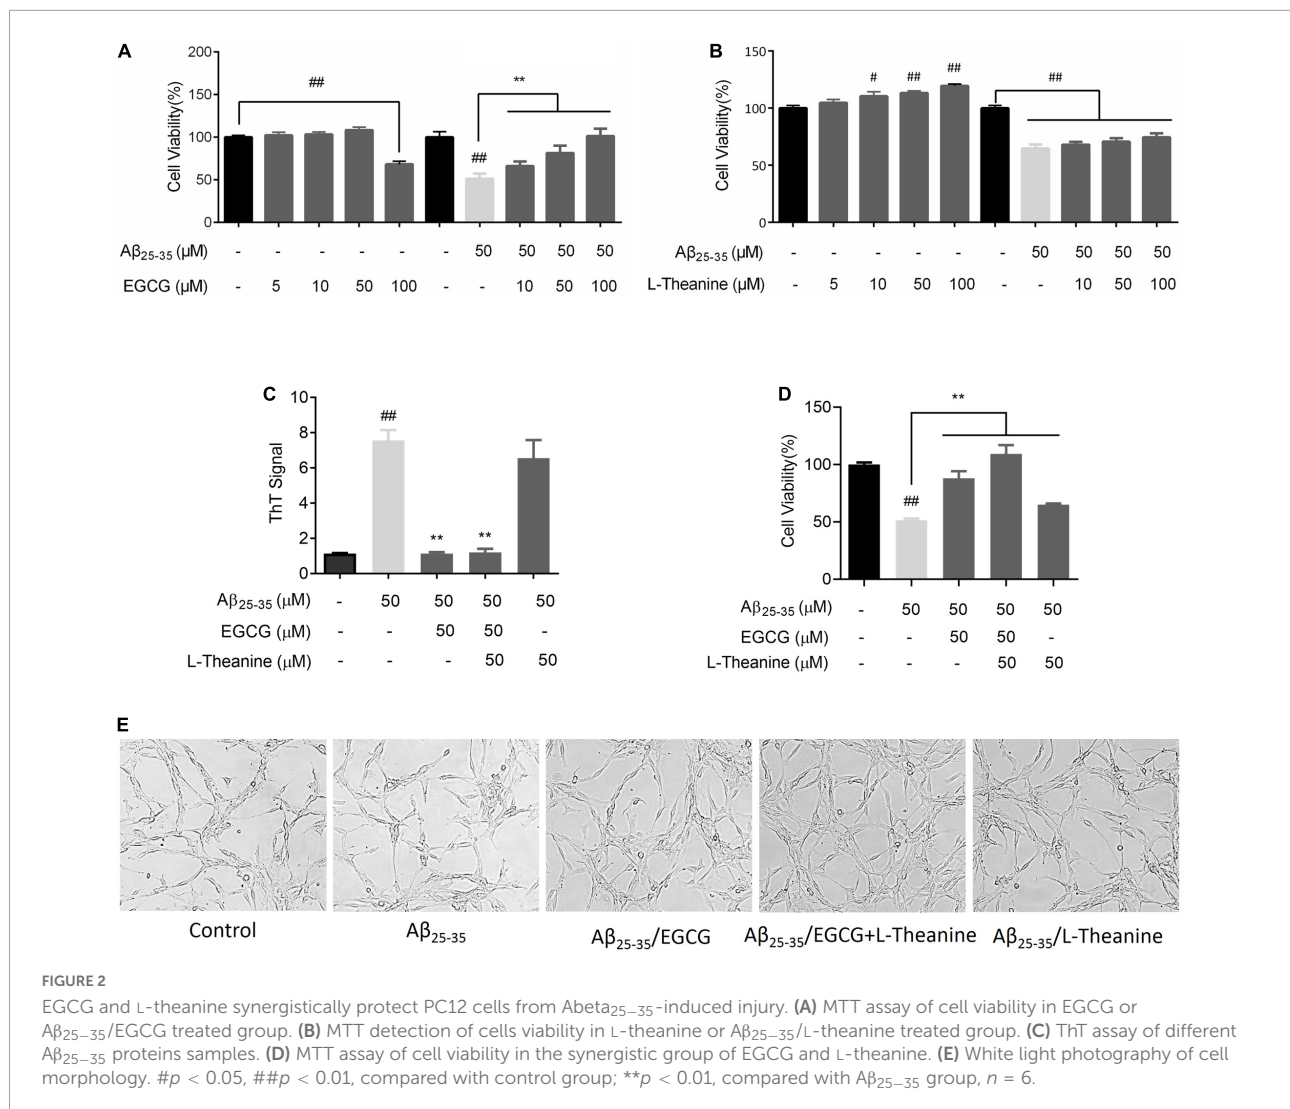 A
200
150
100
50
0
Cell Viability(%)
##
##
**
Aβ25-35 (µM) - - - - - - 50 50 50 50
EGCG (µM) - 5 10 50 100 - - 10 50 100
B
150
100
50
0
Cell Viability(%)
# ## ##
##
Aβ25-35 (µM) - - - - - - 50 50 50 50
L-Theanine (µM) - 5 10 50 100 - - 10 50 100
C
10
8
6
4
2
0
ThT Signal
##
** **
Aβ25-35 (µM) - 50 50 50 50
EGCG (µM) - - 50 50 -
L-Theanine (µM) - - - 50 50
D
150
100
50
0
Cell Viability(%)
**
##
Aβ25-35 (µM) - 50 50 50 50
EGCG (µM) - - 50 50 -
L-Theanine (µM) - - - 50 50
E
Control Aβ25-35 Aβ25-35/EGCG Aβ25-35/EGCG+L-Theanine Aβ25-35/L-Theanine
FIGURE 2
EGCG and L-theanine synergistically protect PC12 cells from Abeta25−35-induced injury. (A) MTT assay of cell viability in EGCG or
Aβ25−35/EGCG treated group. (B) MTT detection of cells viability in L-theanine or Aβ25−35/L-theanine treated group. (C) ThT assay of different
Aβ25−35 proteins samples. (D) MTT assay of cell viability in the synergistic group of EGCG and L-theanine. (E) White light photography of cell
morphology. #p < 0.05, ##p < 0.01, compared with control group; **p < 0.01, compared with Aβ25−35 group, n = 6.